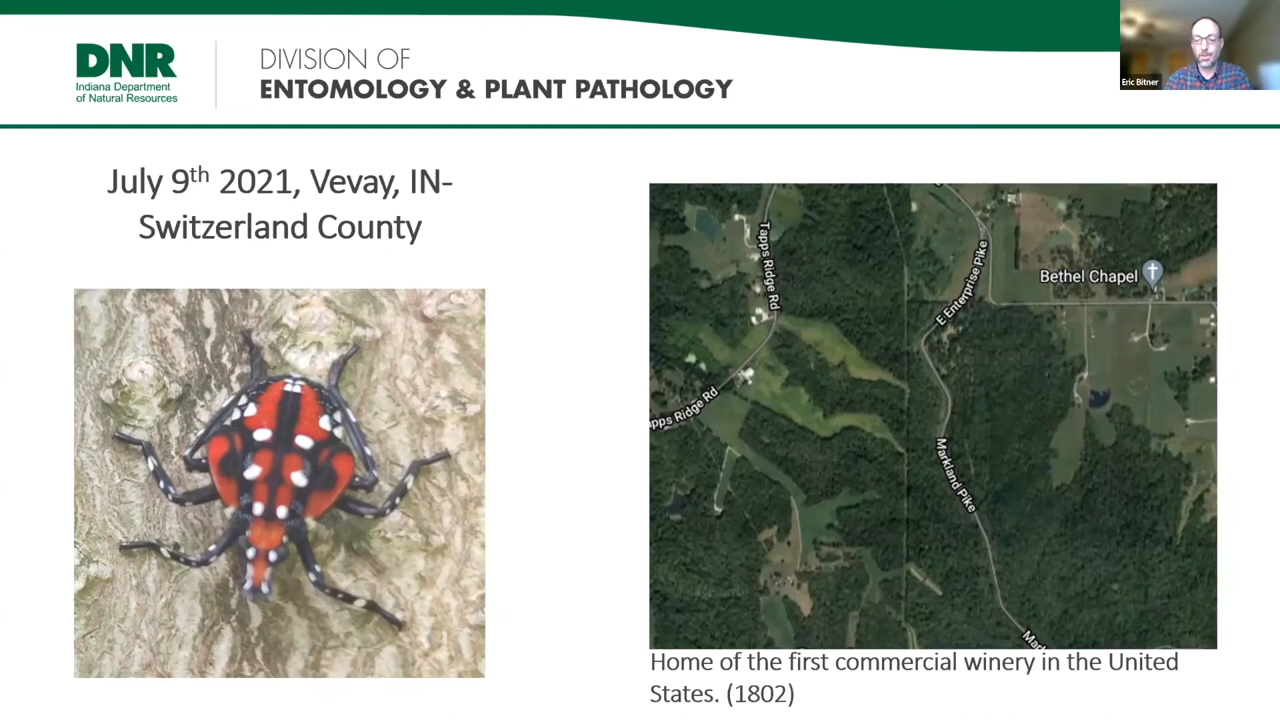 DNR
Indiana Department
of Natural Resources
DIVISION OF
ENTOMOLOGY & PLANT PATHOLOGY
Eric Bitner
July 9th 2021, Vevay, IN-
Switzerland County
Tapps Ridge Rd
E Enterprise Pike
Bethel Chapel
apps Ridge Rd
Markland Pike
Mark
Home of the first commercial winery in the United
States. (1802)